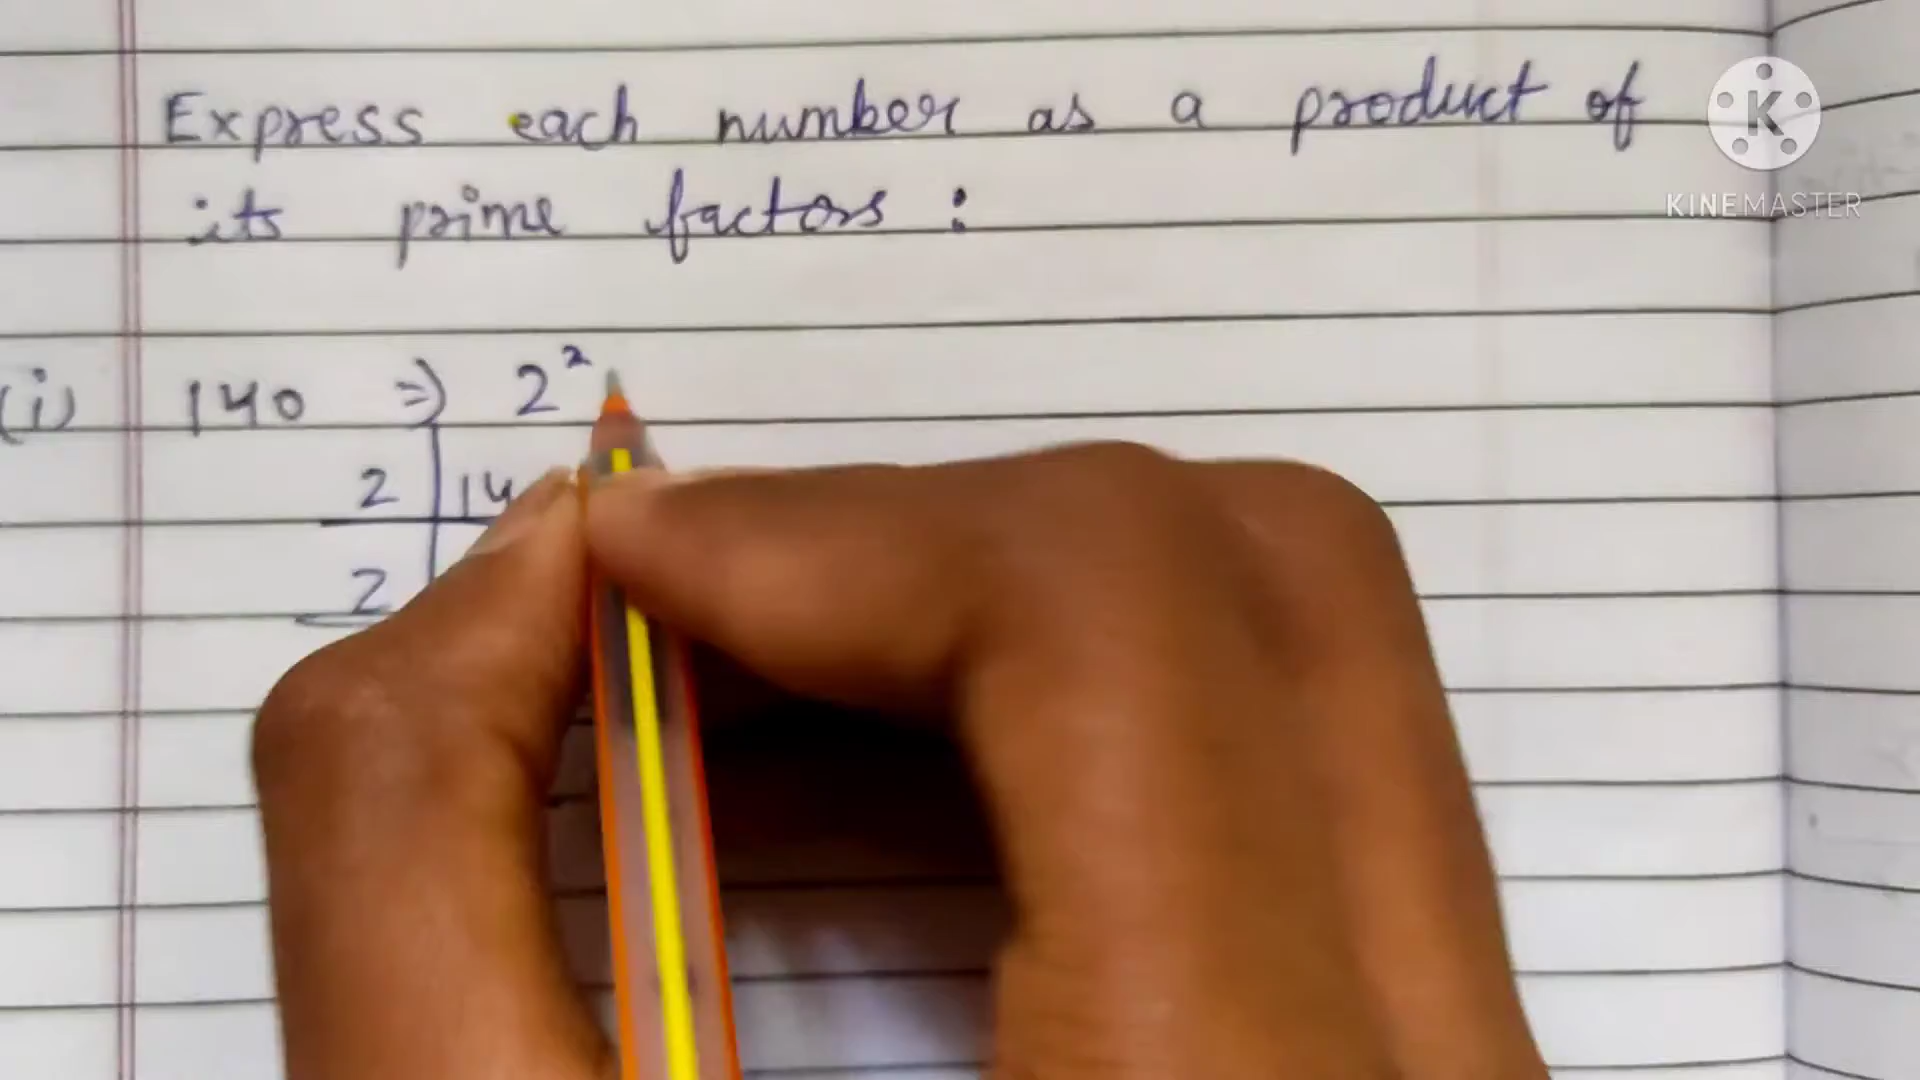 Express each number as a product of
its prime factors :
(i) 140 => 2²
2 | 14
2
K
KINEMASTER